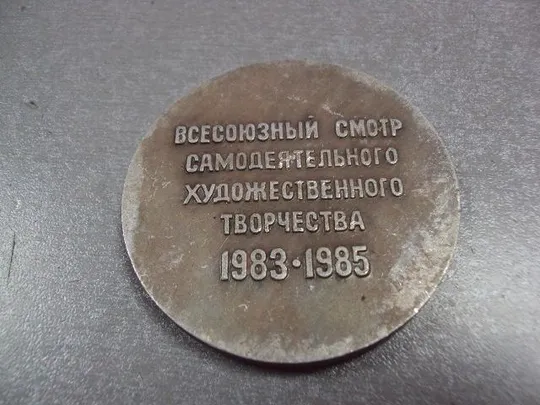 ВСЕСОЮЗНЫЙ СМОТР
САМОДЕЯТЕЛЬНОГО
ХУДОЖЕСТВЕННОГО
ТВОРЧЕСТВА
1983·1985